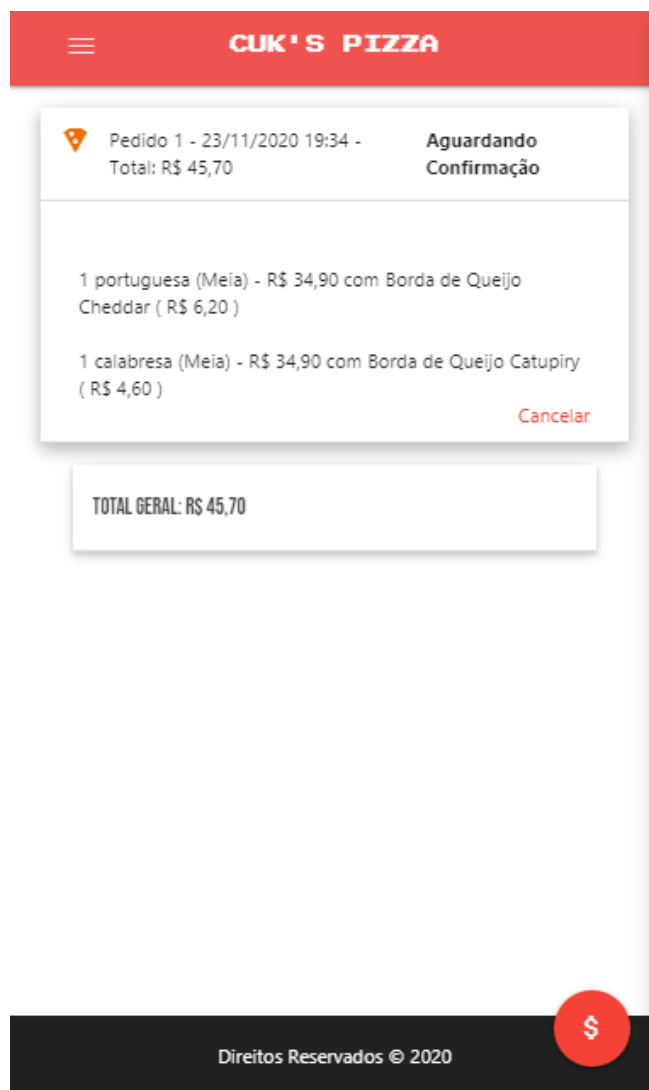 CUK'S PIZZA
Pedido 1 - 23/11/2020 19:34 -
Total: R$ 45,70
Aguardando
Confirmação
1 portuguesa (Meia) - R$ 34,90 com Borda de Queijo
Cheddar ( R$ 6,20 )
1 calabresa (Meia) - R$ 34,90 com Borda de Queijo Catupiry
( R$ 4,60 )
Cancelar
TOTAL GERAL: R$ 45,70
$
Direitos Reservados © 2020